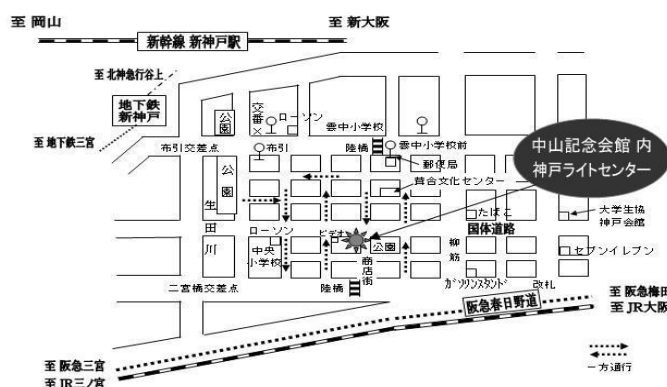 至 岡山
至 新大阪
新幹線 新神戸駅
至 北神急行谷上
地下鉄
新神戸
至 地下鉄三宮
公園
交番×
ローソン
雲中小学校
布引交差点
布引
陸橋
雲中小学校前
郵便局
葺合文化センター
中山記念会館 内
神戸ライトセンター
公園
生田川
たばこ
大学生協
神戸会館
国体道路
ローソン
ビデオ
中央
小学校
公園
商店街
柳筋
セブンイレブン
二宮橋交差点
陸橋
ガソリンスタンド
改札
阪急春日野道
至 阪急梅田
至 JR大阪
至 阪急三宮
至 JR三ノ宮
一方通行